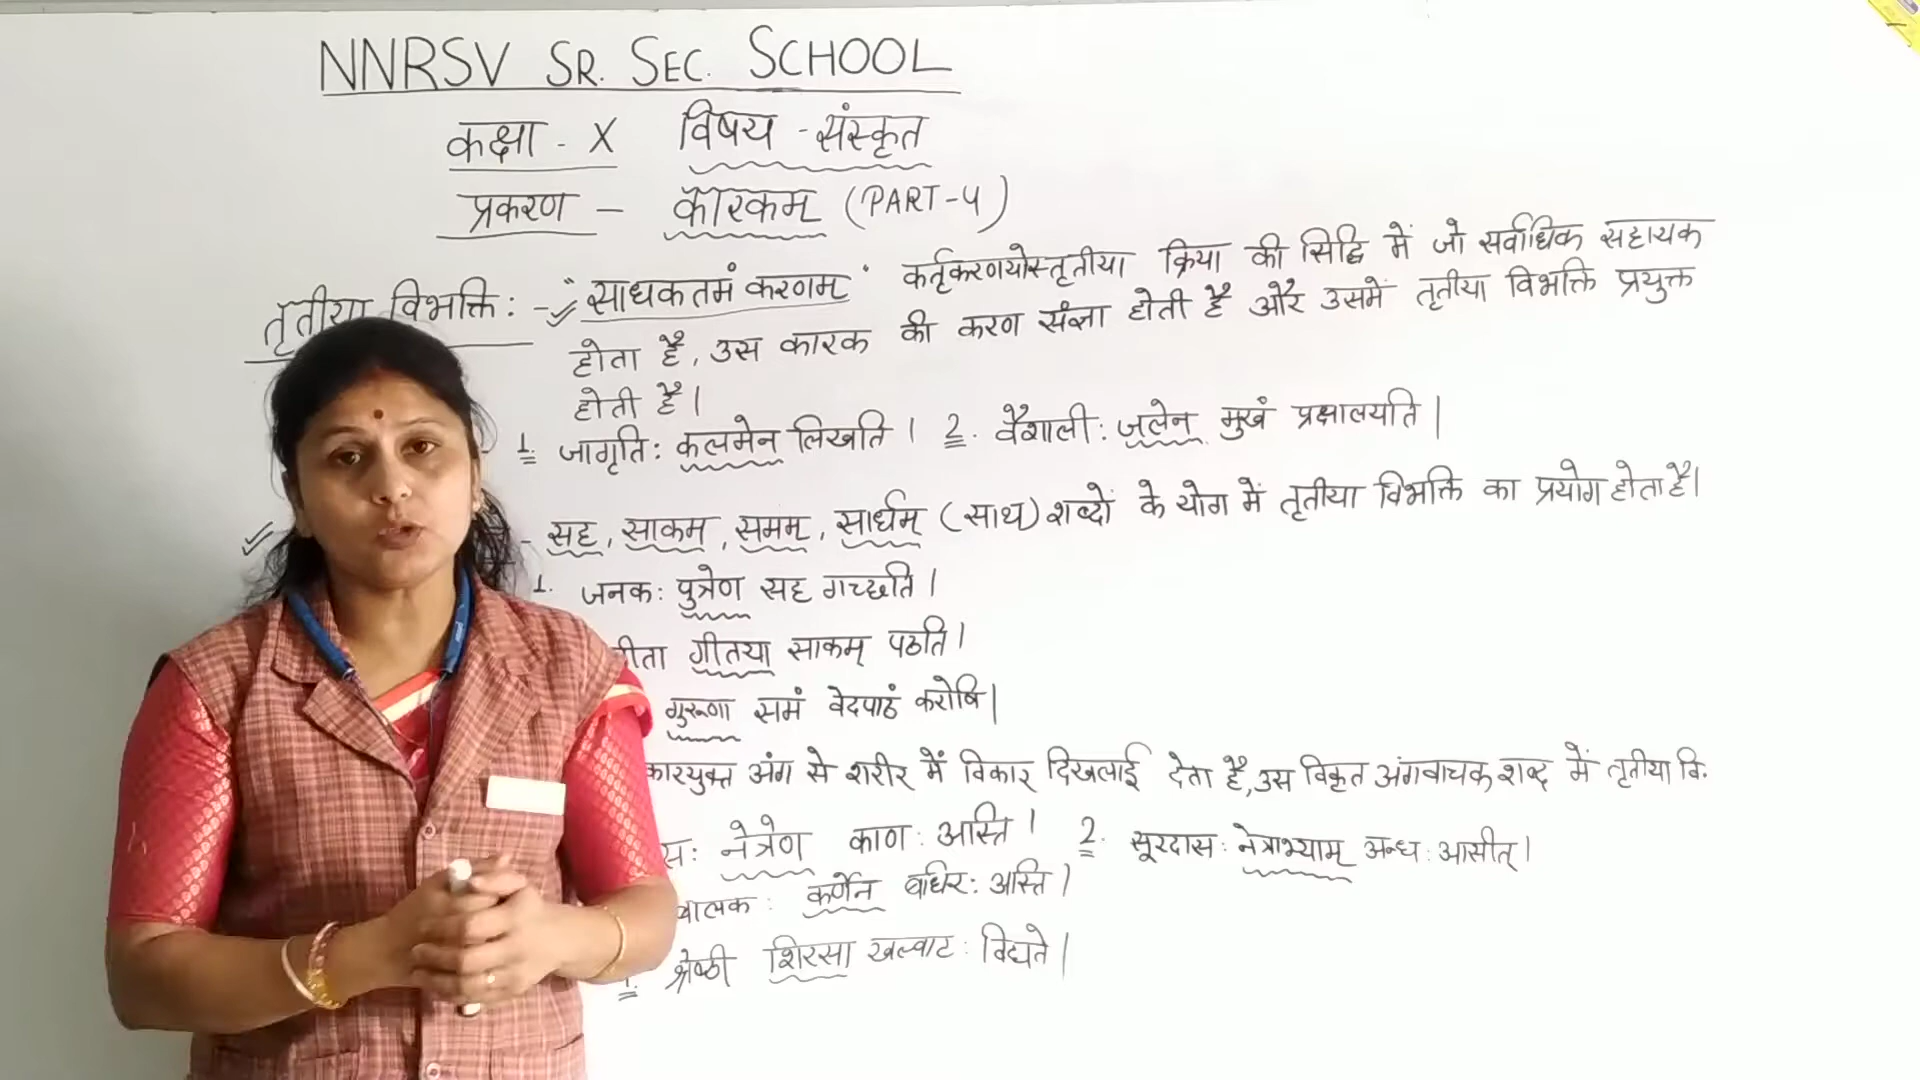 NNRSV SR. SEC. SCHOOL
कक्षा - X विषय - संस्कृत
प्रकरण - कारकम् (PART-4)
तृतीया विभक्ति: - "साधकतमं करणम्" कर्तृकरणयोस्तृतीया क्रिया की सिद्धि में जो सर्वाधिक सहायक
होता है, उस कारक की करण संज्ञा होती है और उसमें तृतीया विभक्ति प्रयुक्त
होती है।
1. जागृति: कलमेन लिखति। 2. वैशाली: जलेन मुखं प्रक्षालयति।
- सह, साकम्, समम्, सार्धम् (साथ) शब्दों के योग में तृतीया विभक्ति का प्रयोग होता है।
1. जनक: पुत्रेण सह गच्छति।
गीतया साकम् पठति।
गुरूणा समं वेदपाठं करोषि।
अंग से शरीर में विकार दिखलाई देता है, उस विकृत अंगवाचक शब्द में तृतीया वि.
नेत्रेण काण: अस्ति। 2. सूरदास: नेत्राभ्याम् अन्ध: आसीत्।
बालक: कर्णेन बधिर: अस्ति।
श्रेष्ठी शिरसा खल्वाट: विद्यते।